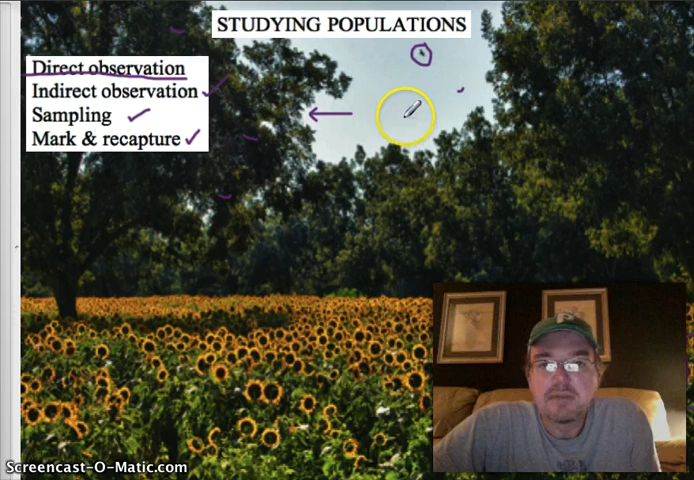 STUDYING POPULATIONS
Direct observation
Indirect observation
Sampling
Mark & recapture
Screencast-O-Matic.com